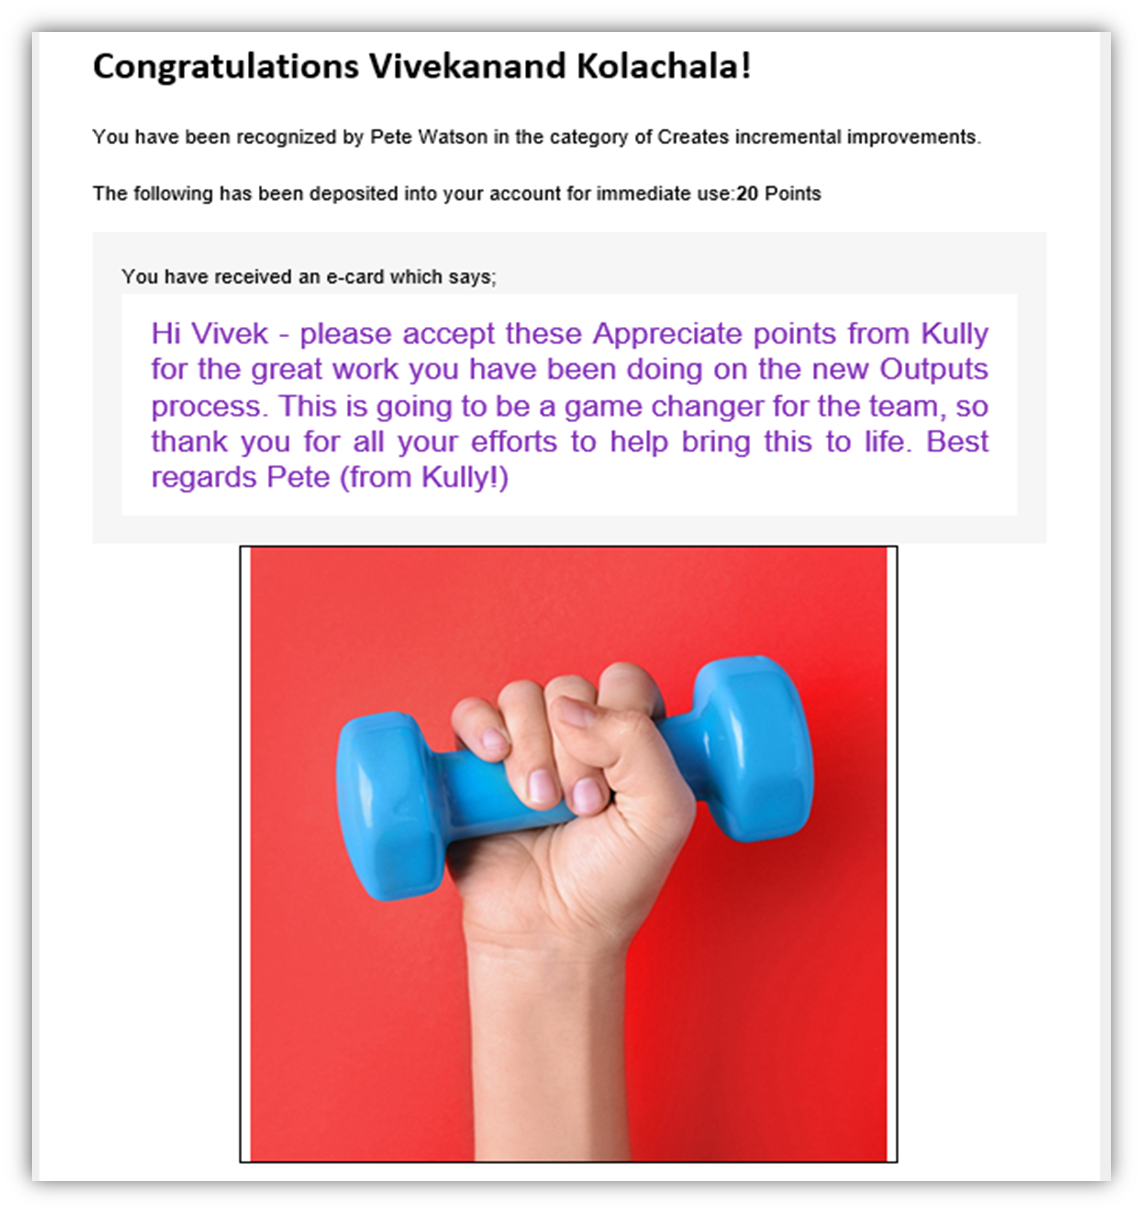 Congratulations Vivekanand Kolachala!
You have been recognized by Pete Watson in the category of Creates incremental improvements.
The following has been deposited into your account for immediate use:20 Points
You have received an e-card which says;
Hi Vivek - please accept these Appreciate points from Kully
for the great work you have been doing on the new Outputs
process. This is going to be a game changer for the team, so
thank you for all your efforts to help bring this to life. Best
regards Pete (from Kully!)